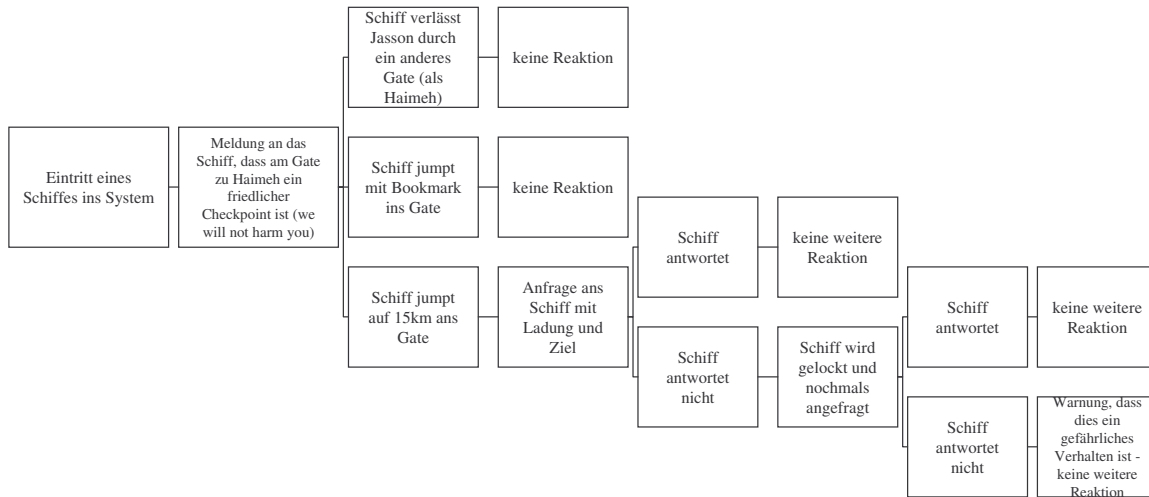 Eintritt eines
Schiffes ins System
Meldung an das
Schiff, dass am Gate
zu Haimeh ein
friedlicher
Checkpoint ist (we
will not harm you)
Schiff verlässt
Jasson durch
ein anderes
Gate (als
Haimeh)
keine Reaktion
Schiff jumpt
mit Bookmark
ins Gate
keine Reaktion
Schiff jumpt
auf 15km ans
Gate
Anfrage ans
Schiff mit
Ladung und
Ziel
Schiff
antwortet
keine weitere
Reaktion
Schiff
antwortet
nicht
Schiff wird
gelockt und
nochmals
angefragt
Schiff
antwortet
keine weitere
Reaktion
Schiff
antwortet
nicht
Warnung, dass
dies ein
gefährliches
Verhalten ist -
keine weitere
Reaktion